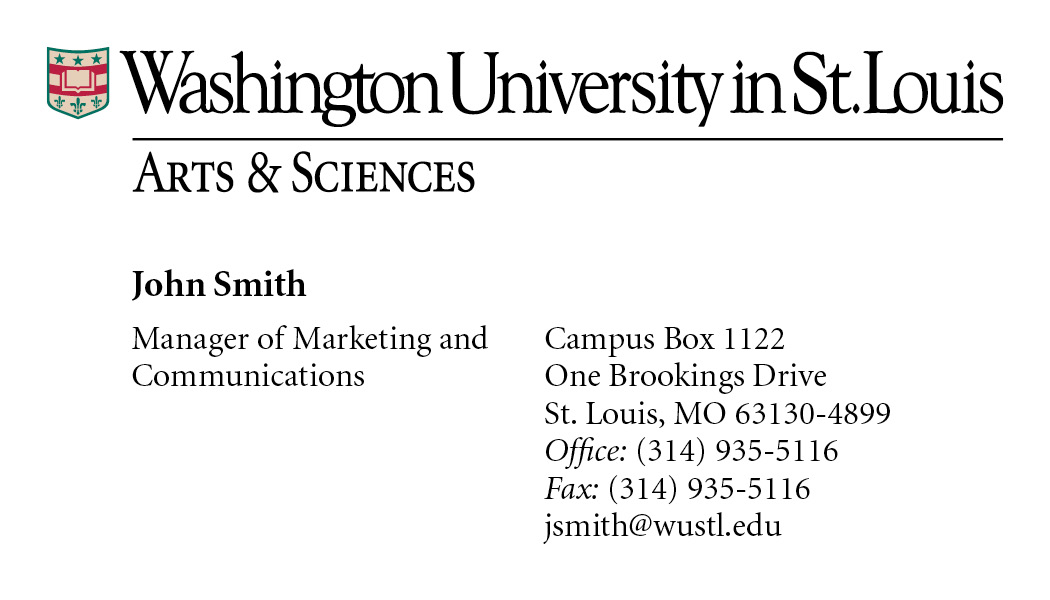 Washington University in St. Louis
ARTS & SCIENCES
John Smith
Manager of Marketing and
Communications
Campus Box 1122
One Brookings Drive
St. Louis, MO 63130-4899
Office: (314) 935-5116
Fax: (314) 935-5116
jsmith@wustl.edu